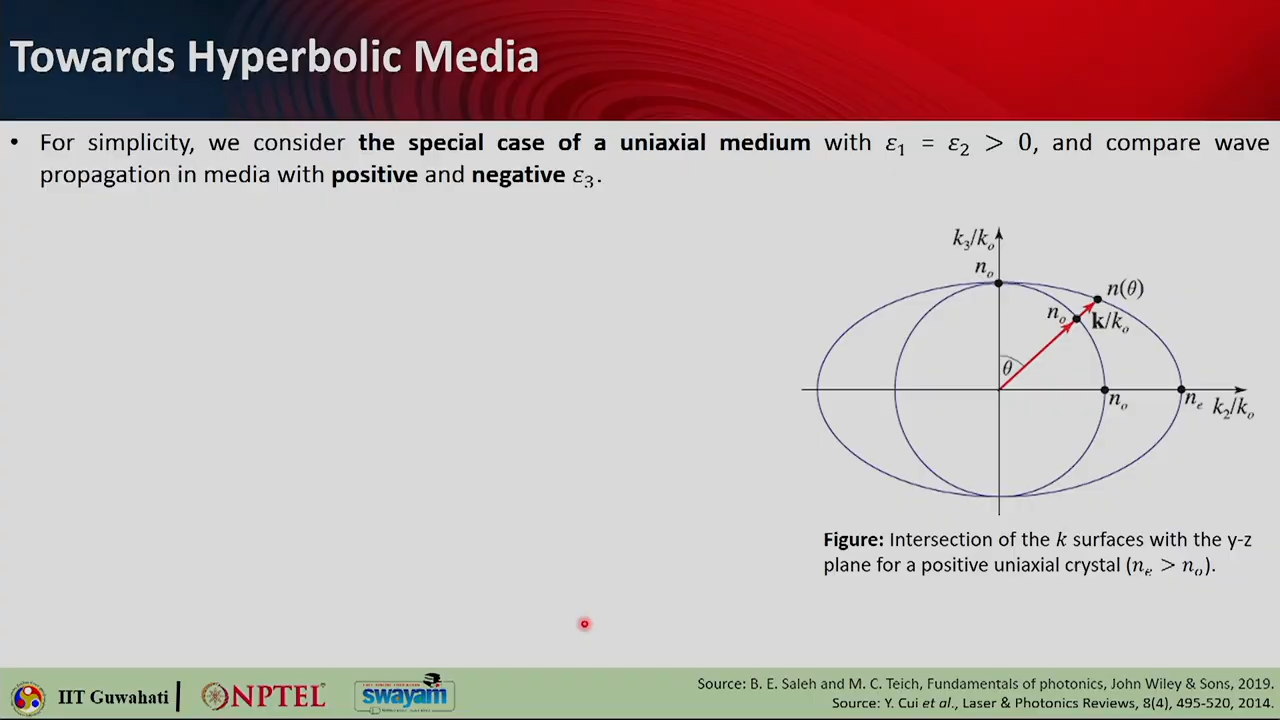 Towards Hyperbolic Media
• For simplicity, we consider the special case of a uniaxial medium with ε₁ = ε₂ > 0, and compare wave
propagation in media with positive and negative ε₃.
k₃/kₒ
nₒ
n(θ)
nₒ
k/kₒ
θ
nₒ
nₑ
k₂/kₒ
Figure: Intersection of the k surfaces with the y-z
plane for a positive uniaxial crystal (nₑ > nₒ).
IIT Guwahati
NPTEL
swayam
Source: B. E. Saleh and M. C. Teich, Fundamentals of photonics, John Wiley & Sons, 2019.
Source: Y. Cui et al., Laser & Photonics Reviews, 8(4), 495-520, 2014.